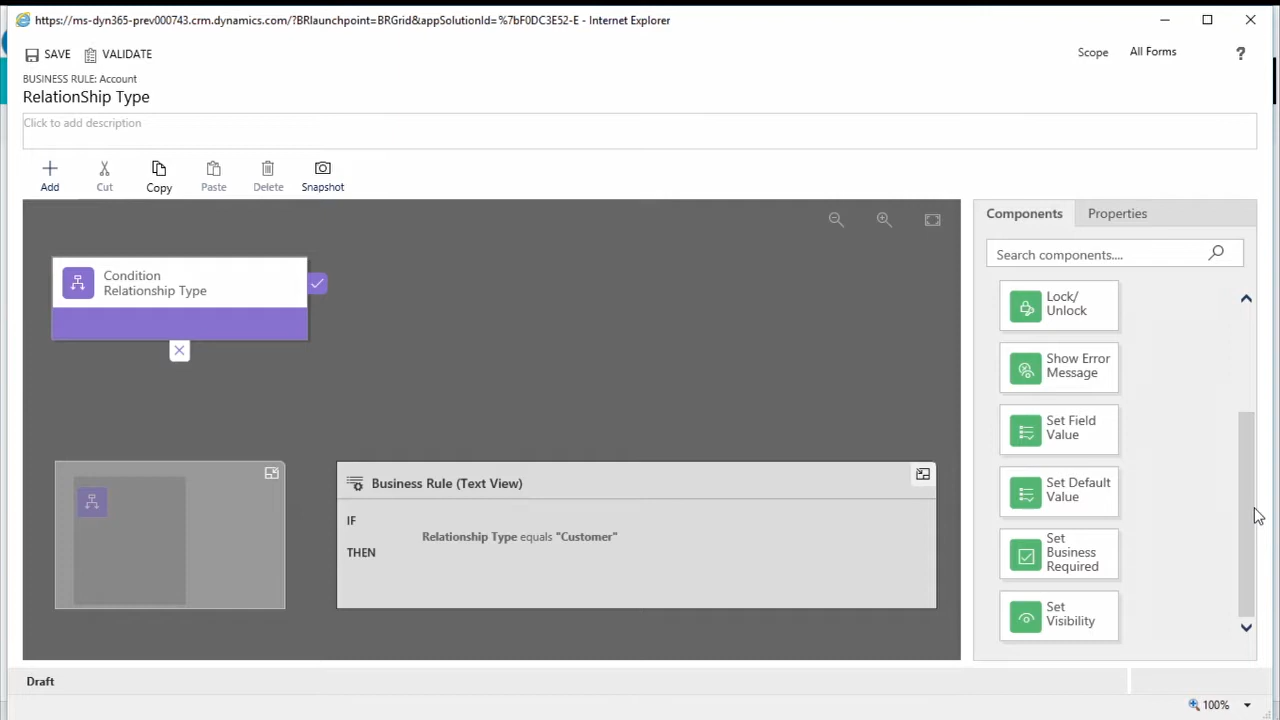 https://ms-dyn365-prev000743.crm.dynamics.com/?BRlaunchpoint=BRGrid&appSolutionId=%7bF0DC3E52-E - Internet Explorer
SAVE
VALIDATE
Scope
All Forms
?
BUSINESS RULE: Account
RelationShip Type
Click to add description
Add
Cut
Copy
Paste
Delete
Snapshot
Components
Properties
Search components....
Condition
Relationship Type
Lock/
Unlock
Show Error
Message
Set Field
Value
Set Default
Value
Set
Business
Required
Set
Visibility
Business Rule (Text View)
IF
Relationship Type equals "Customer"
THEN
Draft
100%